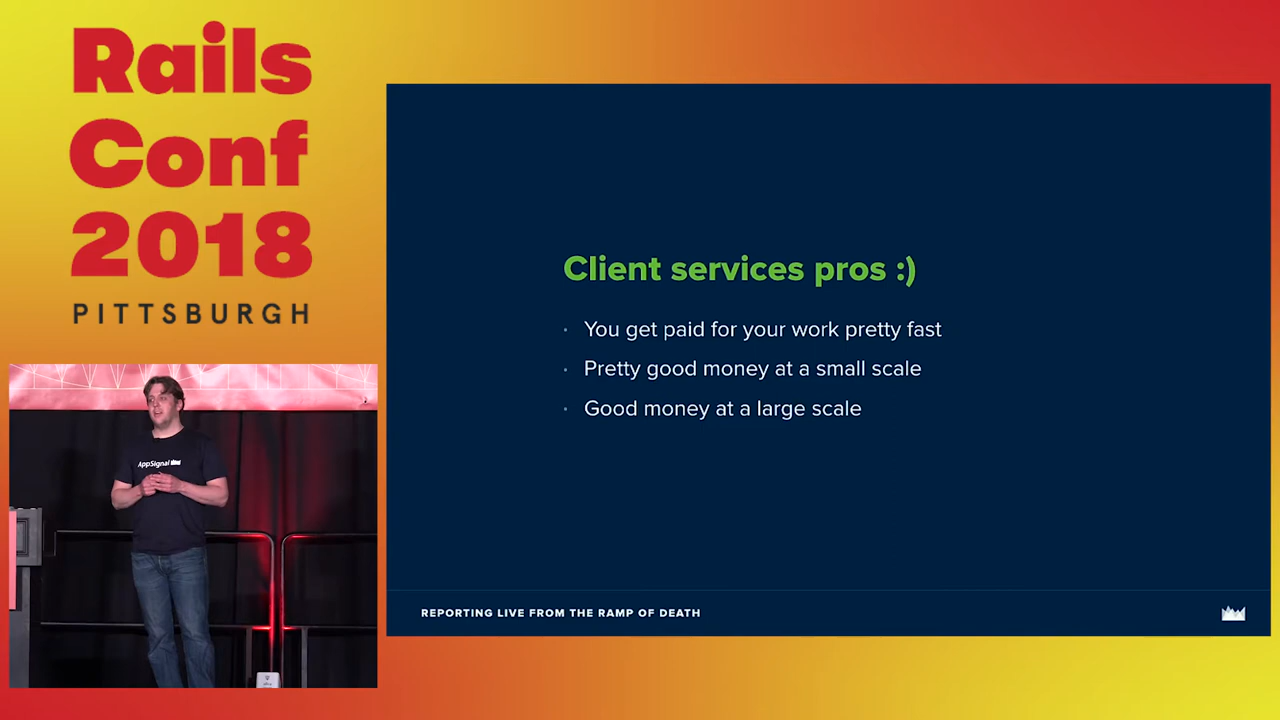 Rails
Conf
2018
PITTSBURGH
AppSignal
Client services pros :)
· You get paid for your work pretty fast
· Pretty good money at a small scale
· Good money at a large scale
REPORTING LIVE FROM THE RAMP OF DEATH